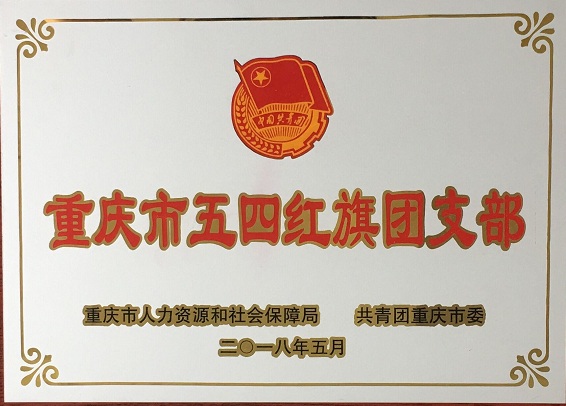 中国共青团
重庆市五四红旗团支部
重庆市人力资源和社会保障局 共青团重庆市委
二〇一八年五月